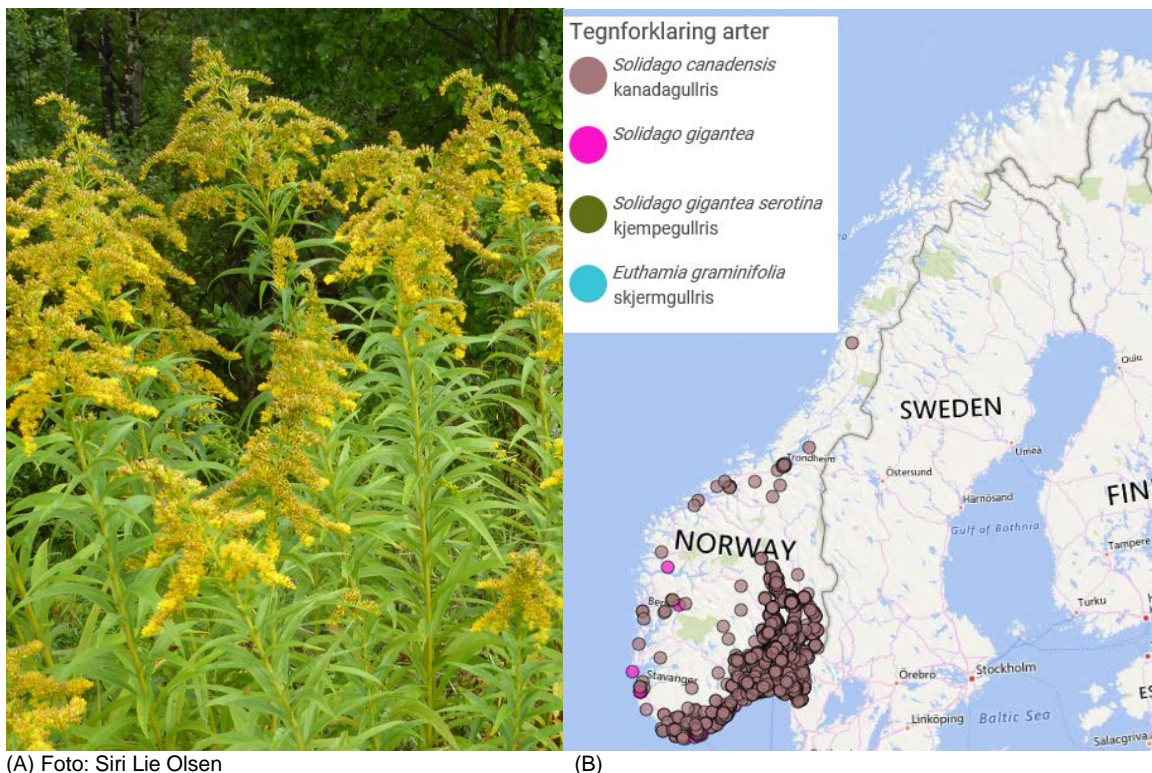 Tegnforklaring arter
Solidago canadensis
kanadagullris
Solidago gigantea
Solidago gigantea serotina
kjempegullris
Euthamia graminifolia
skjermgullris
Oulu
SWEDEN
Umeå
Trondheim
Östersund
Härnösand
FIN
Gulf of Bothnia
NORWAY
Tampere
Turku
Stavanger
Örebro
Stockholm
Linköping
Baltic Sea
ES
Salacgriva
(A) Foto: Siri Lie Olsen
(B)